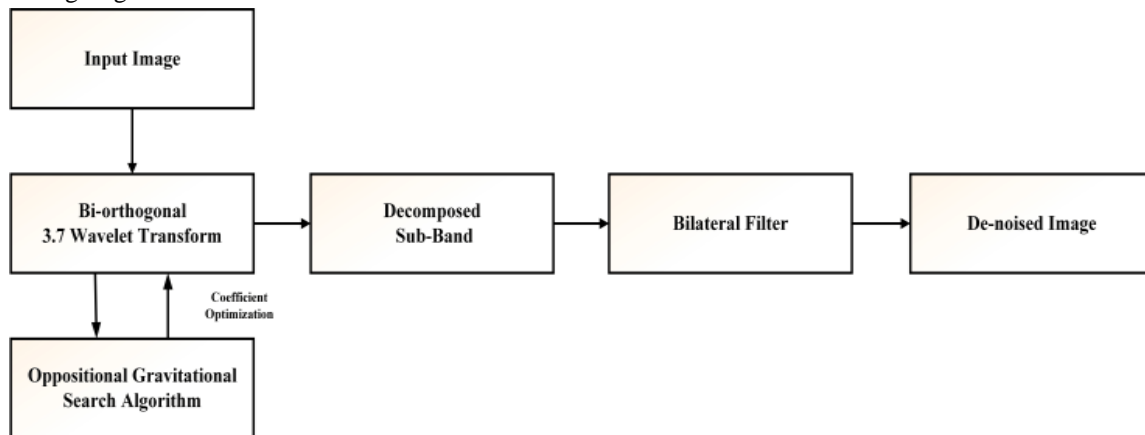 Input Image
Bi-orthogonal
3.7 Wavelet Transform
Decomposed
Sub-Band
Bilateral Filter
De-noised Image
Coefficient
Optimization
Oppositional Gravitational
Search Algorithm